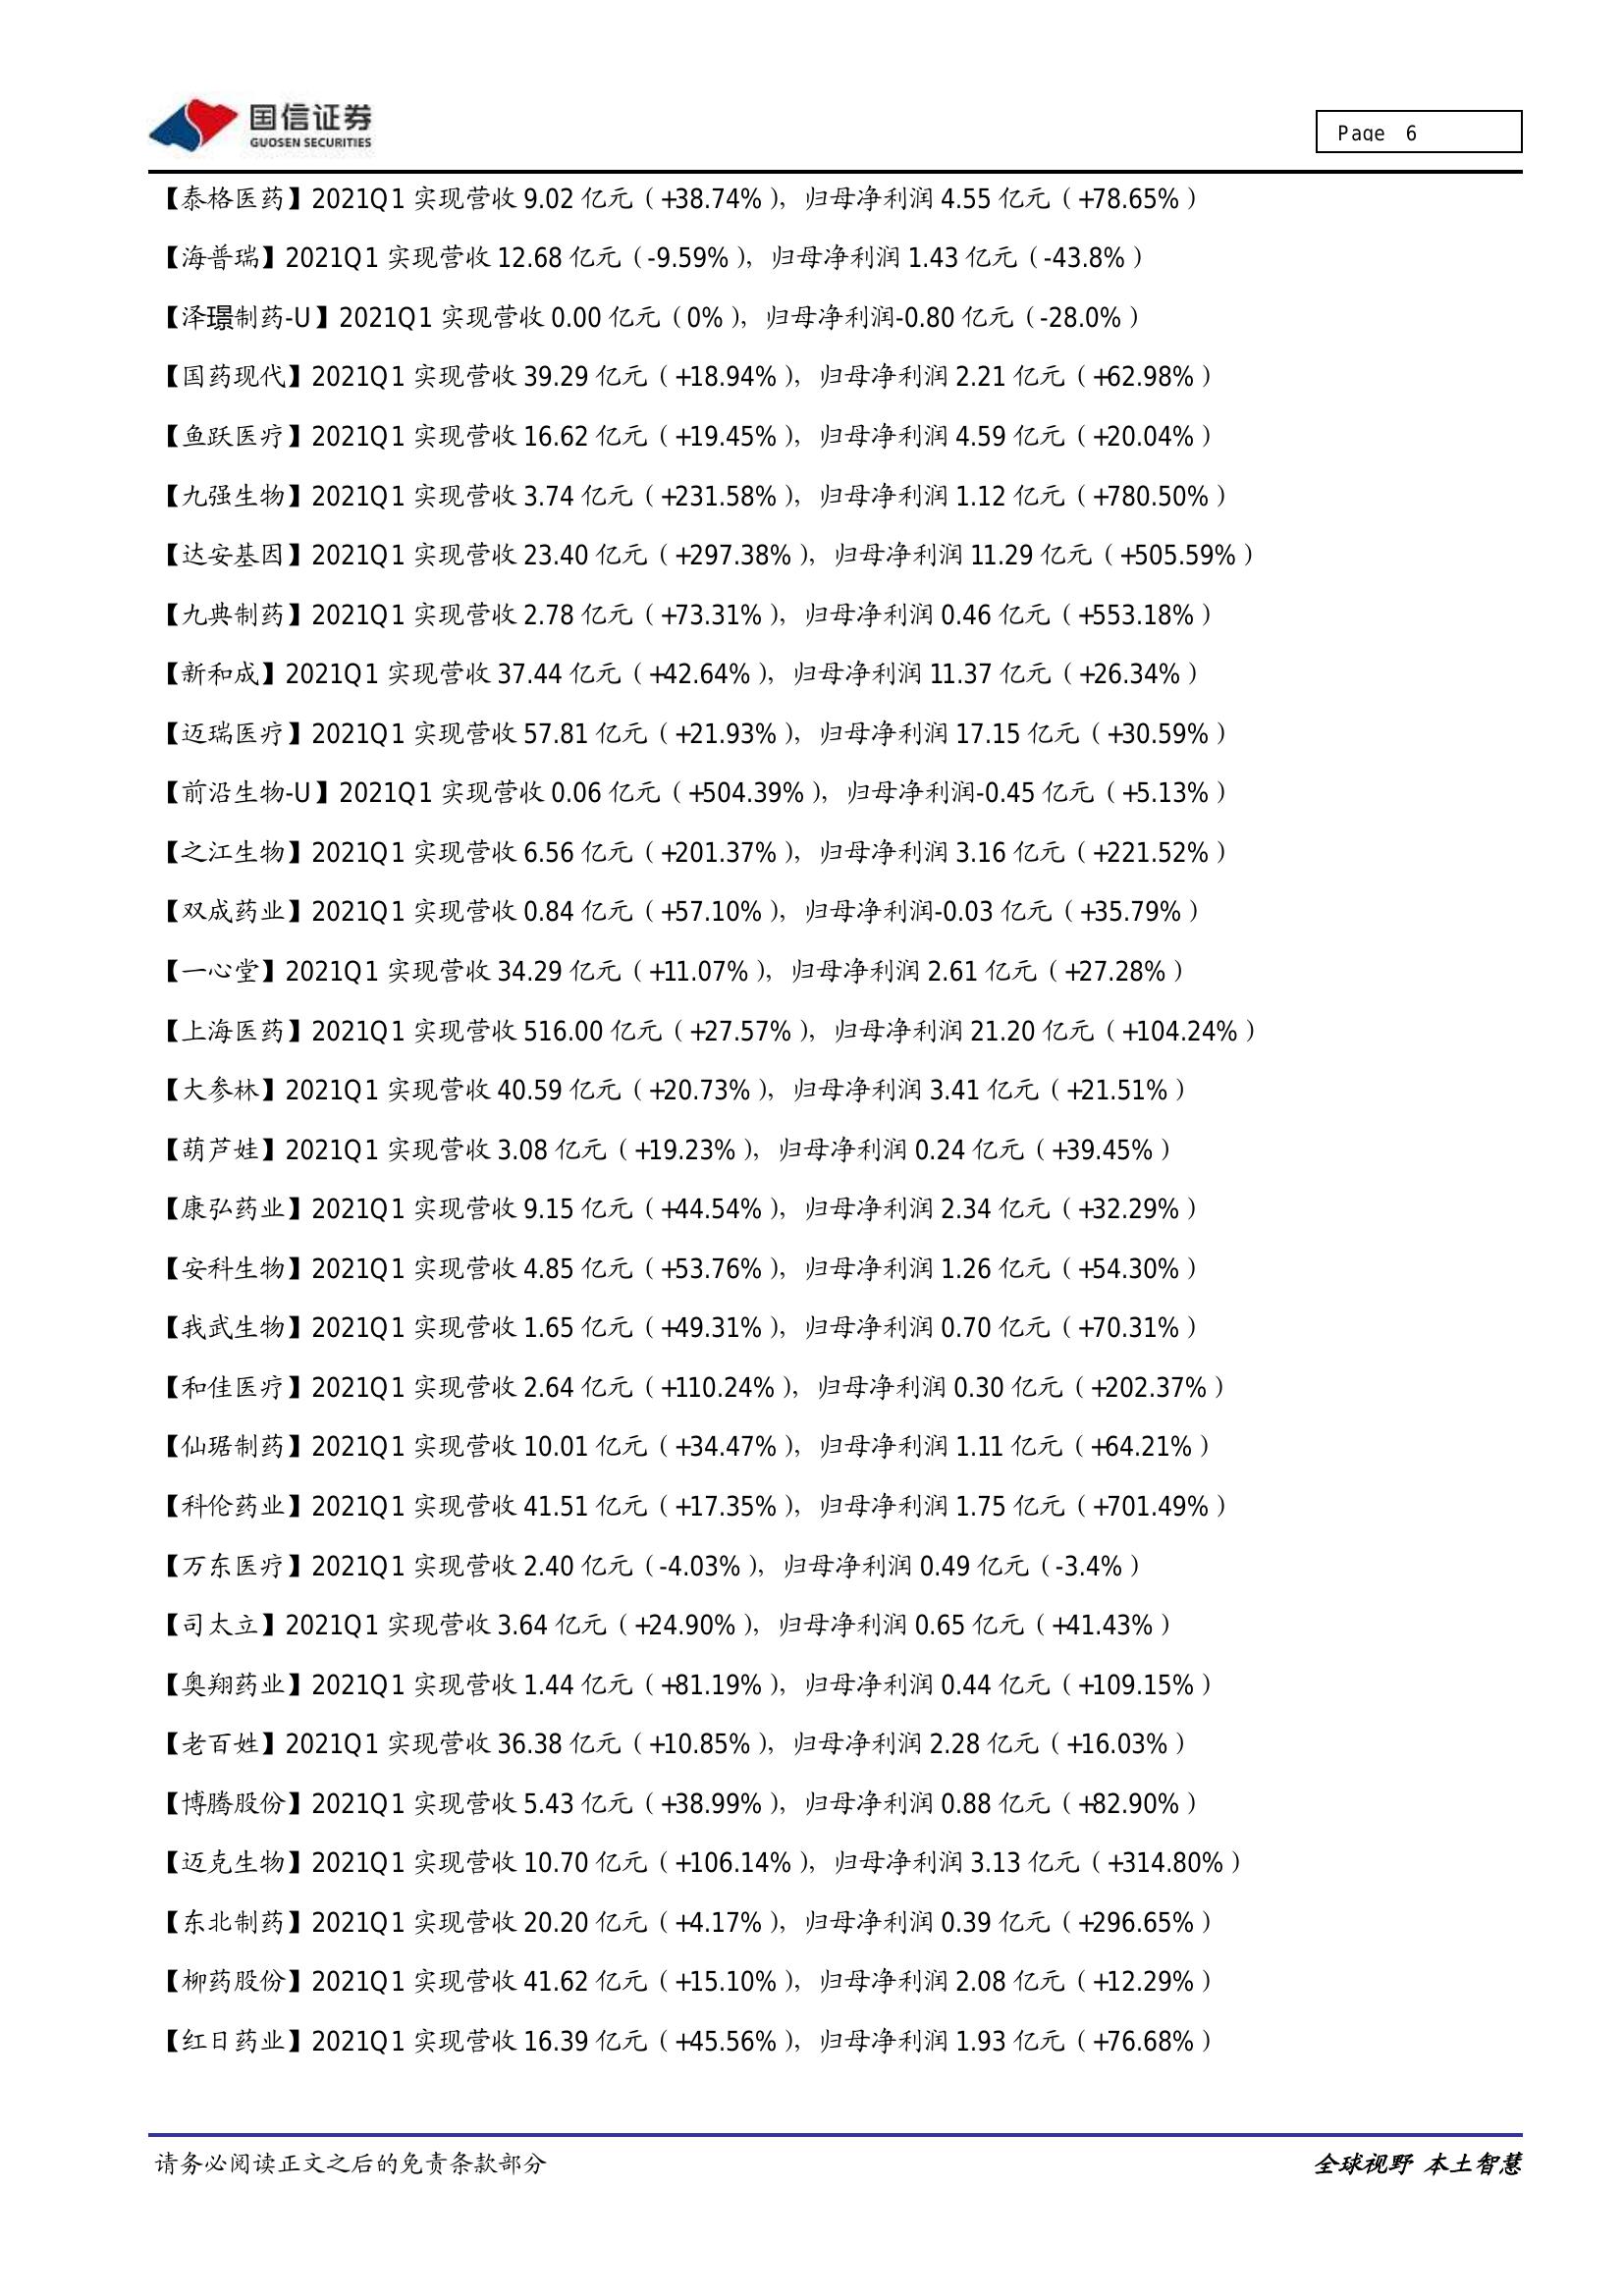 国信证券
GUOSEN SECURITIES
Page 6
【泰格医药】2021Q1 实现营收 9.02 亿元（+38.74%），归母净利润 4.55 亿元（+78.65%）
【海普瑞】2021Q1 实现营收 12.68 亿元（-9.59%），归母净利润 1.43 亿元（-43.8%）
【泽璟制药-U】2021Q1 实现营收 0.00 亿元（0%），归母净利润-0.80 亿元（-28.0%）
【国药现代】2021Q1 实现营收 39.29 亿元（+18.94%），归母净利润 2.21 亿元（+62.98%）
【鱼跃医疗】2021Q1 实现营收 16.62 亿元（+19.45%），归母净利润 4.59 亿元（+20.04%）
【九强生物】2021Q1 实现营收 3.74 亿元（+231.58%），归母净利润 1.12 亿元（+780.50%）
【达安基因】2021Q1 实现营收 23.40 亿元（+297.38%），归母净利润 11.29 亿元（+505.59%）
【九典制药】2021Q1 实现营收 2.78 亿元（+73.31%），归母净利润 0.46 亿元（+553.18%）
【新和成】2021Q1 实现营收 37.44 亿元（+42.64%），归母净利润 11.37 亿元（+26.34%）
【迈瑞医疗】2021Q1 实现营收 57.81 亿元（+21.93%），归母净利润 17.15 亿元（+30.59%）
【前沿生物-U】2021Q1 实现营收 0.06 亿元（+504.39%），归母净利润-0.45 亿元（+5.13%）
【之江生物】2021Q1 实现营收 6.56 亿元（+201.37%），归母净利润 3.16 亿元（+221.52%）
【双成药业】2021Q1 实现营收 0.84 亿元（+57.10%），归母净利润-0.03 亿元（+35.79%）
【一心堂】2021Q1 实现营收 34.29 亿元（+11.07%），归母净利润 2.61 亿元（+27.28%）
【上海医药】2021Q1 实现营收 516.00 亿元（+27.57%），归母净利润 21.20 亿元（+104.24%）
【大参林】2021Q1 实现营收 40.59 亿元（+20.73%），归母净利润 3.41 亿元（+21.51%）
【葫芦娃】2021Q1 实现营收 3.08 亿元（+19.23%），归母净利润 0.24 亿元（+39.45%）
【康弘药业】2021Q1 实现营收 9.15 亿元（+44.54%），归母净利润 2.34 亿元（+32.29%）
【安科生物】2021Q1 实现营收 4.85 亿元（+53.76%），归母净利润 1.26 亿元（+54.30%）
【我武生物】2021Q1 实现营收 1.65 亿元（+49.31%），归母净利润 0.70 亿元（+70.31%）
【和佳医疗】2021Q1 实现营收 2.64 亿元（+110.24%），归母净利润 0.30 亿元（+202.37%）
【仙琚制药】2021Q1 实现营收 10.01 亿元（+34.47%），归母净利润 1.11 亿元（+64.21%）
【科伦药业】2021Q1 实现营收 41.51 亿元（+17.35%），归母净利润 1.75 亿元（+701.49%）
【万东医疗】2021Q1 实现营收 2.40 亿元（-4.03%），归母净利润 0.49 亿元（-3.4%）
【司太立】2021Q1 实现营收 3.64 亿元（+24.90%），归母净利润 0.65 亿元（+41.43%）
【奥翔药业】2021Q1 实现营收 1.44 亿元（+81.19%），归母净利润 0.44 亿元（+109.15%）
【老百姓】2021Q1 实现营收 36.38 亿元（+10.85%），归母净利润 2.28 亿元（+16.03%）
【博腾股份】2021Q1 实现营收 5.43 亿元（+38.99%），归母净利润 0.88 亿元（+82.90%）
【迈克生物】2021Q1 实现营收 10.70 亿元（+106.14%），归母净利润 3.13 亿元（+314.80%）
【东北制药】2021Q1 实现营收 20.20 亿元（+4.17%），归母净利润 0.39 亿元（+296.65%）
【柳药股份】2021Q1 实现营收 41.62 亿元（+15.10%），归母净利润 2.08 亿元（+12.29%）
【红日药业】2021Q1 实现营收 16.39 亿元（+45.56%），归母净利润 1.93 亿元（+76.68%）
请务必阅读正文之后的免责条款部分
全球视野 本土智慧